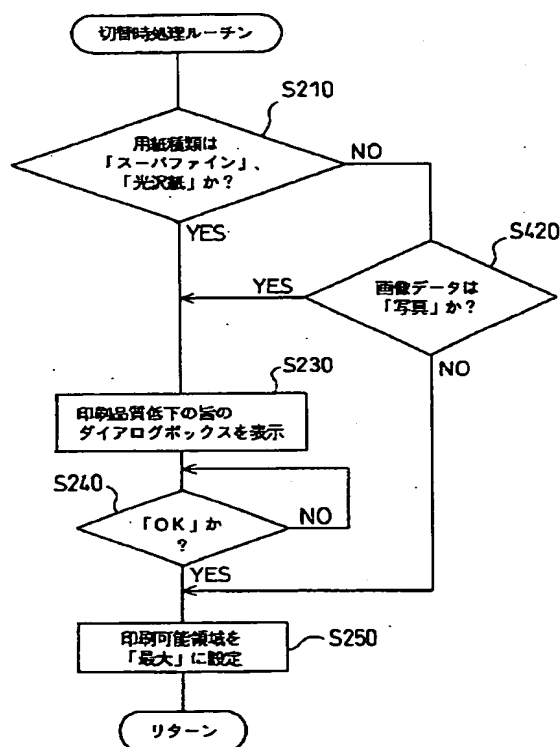 切替時処理ルーチン
S210
用紙種類は
「スーパファイン」、
「光沢紙」か?
NO
YES
S420
画像データは
「写真」か?
YES
NO
S230
印刷品質低下の旨の
ダイアログボックスを表示
S240
「OK」か
?
NO
YES
印刷可能領域を
「最大」に設定
S250
リターン